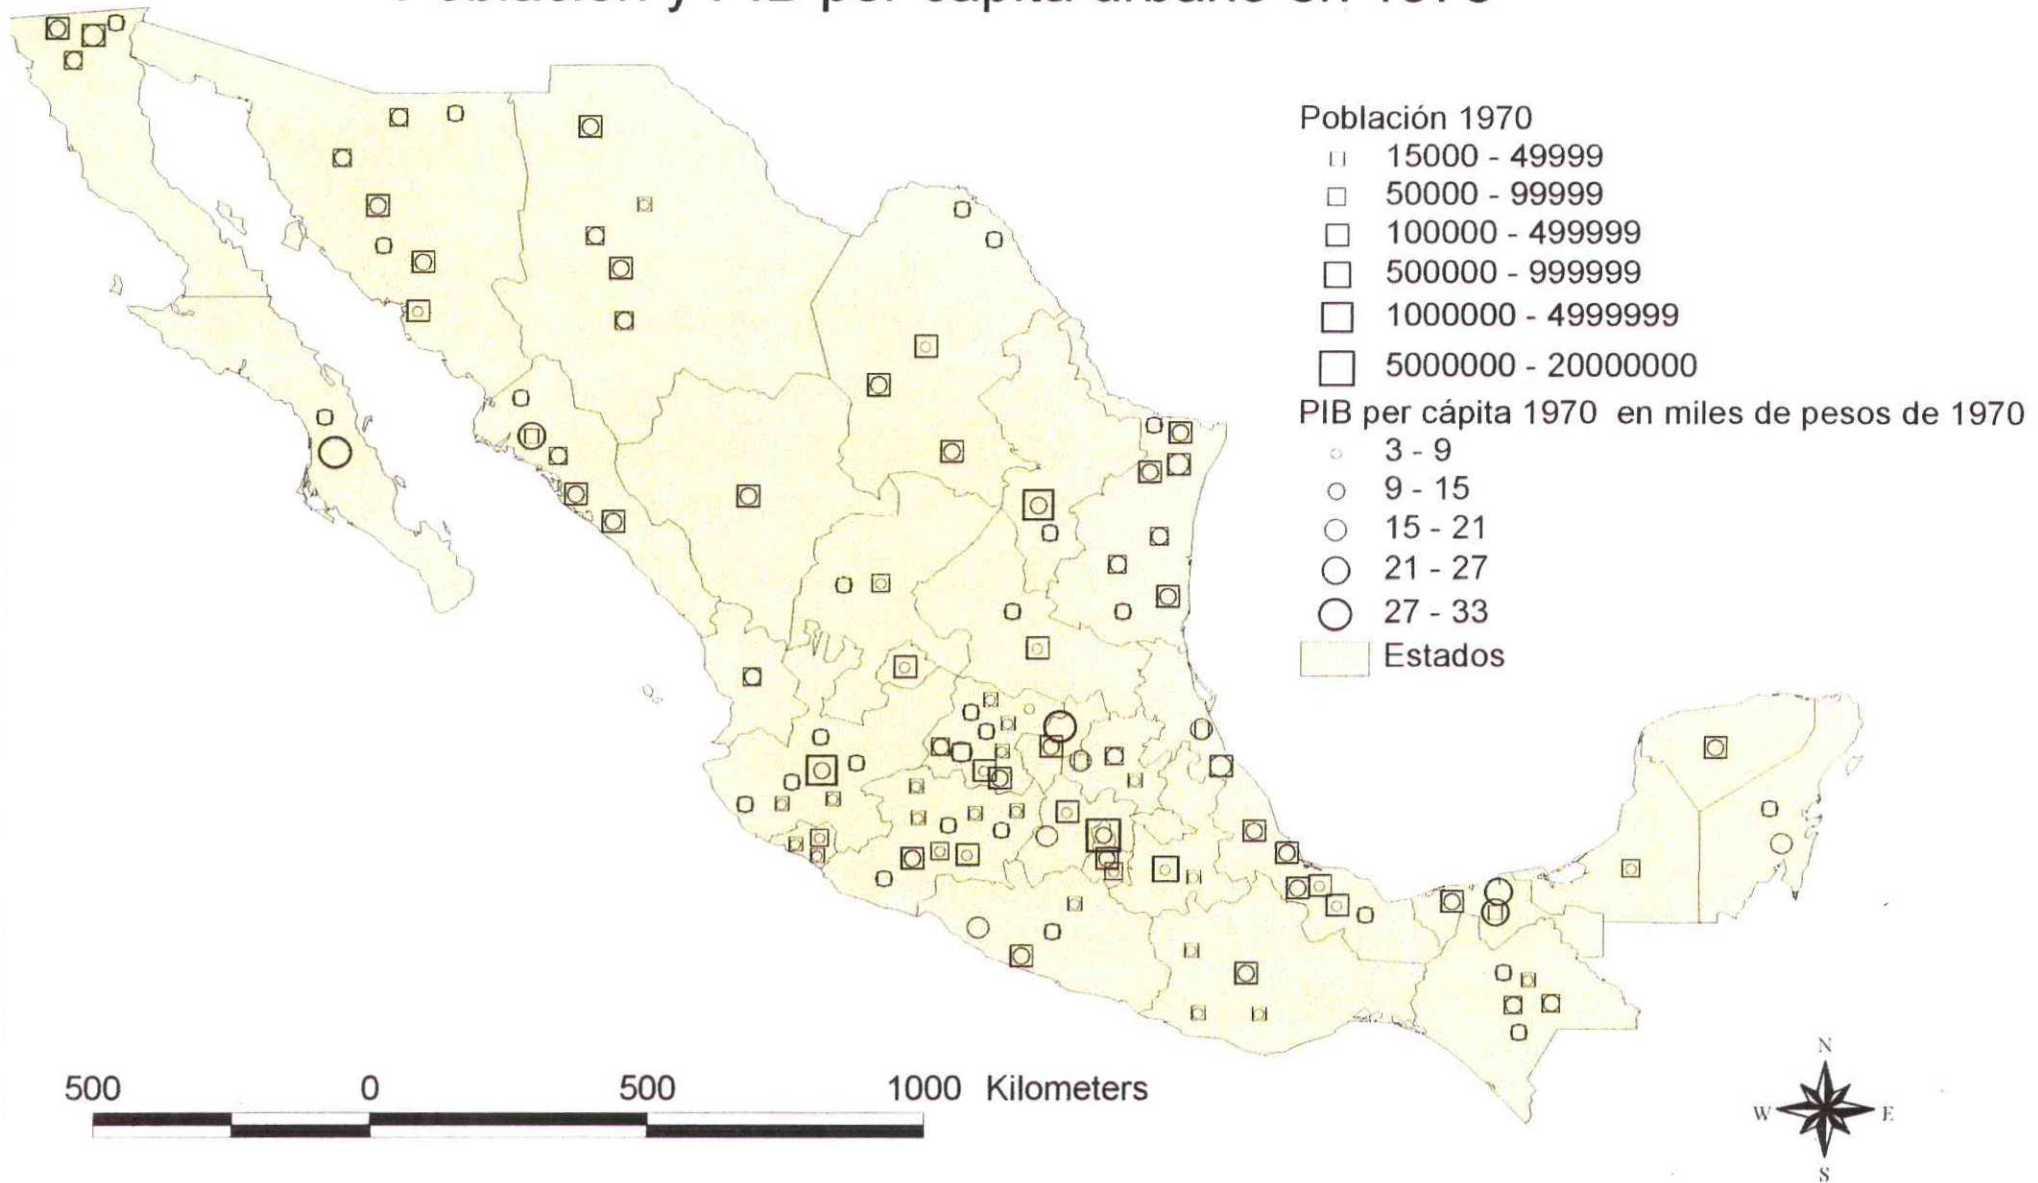 Población 1970
15000 - 49999
50000 - 99999
100000 - 499999
500000 - 999999
1000000 - 4999999
5000000 - 20000000
PIB per cápita 1970 en miles de pesos de 1970
3 - 9
9 - 15
15 - 21
21 - 27
27 - 33
Estados
500 0 500 1000 Kilometers
N
W E
S